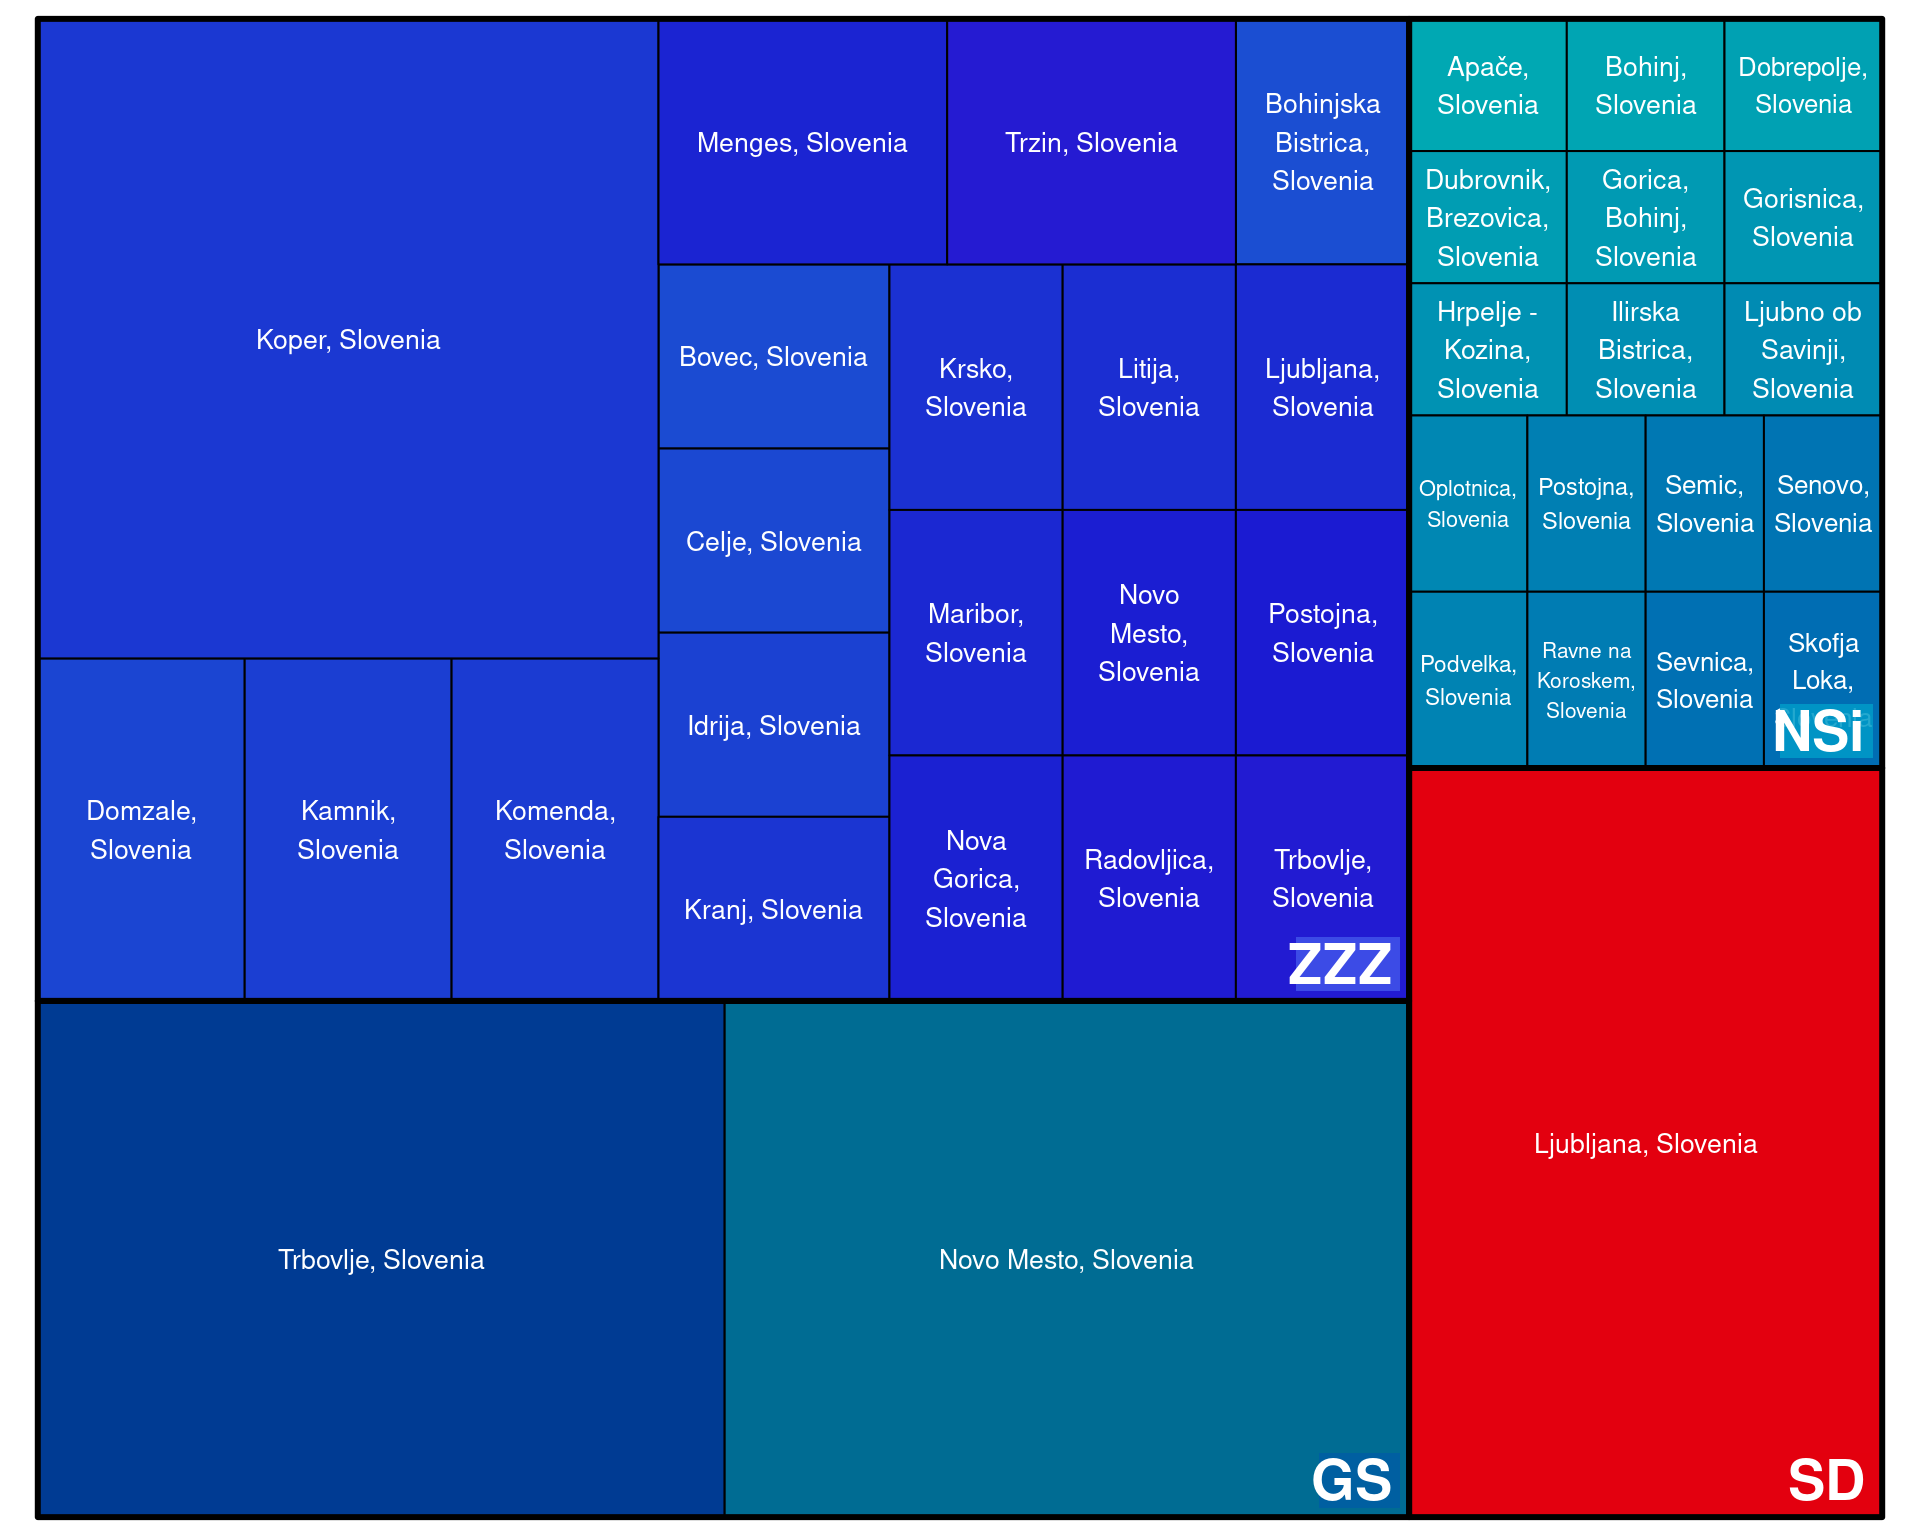 Koper, Slovenia
Menges, Slovenia
Trzin, Slovenia
Bohinjska
Bistrica,
Slovenia
Bovec, Slovenia
Celje, Slovenia
Idrija, Slovenia
Kranj, Slovenia
Krsko,
Slovenia
Litija,
Slovenia
Ljubljana,
Slovenia
Maribor,
Slovenia
Novo
Mesto,
Slovenia
Postojna,
Slovenia
Nova
Gorica,
Slovenia
Radovljica,
Slovenia
Trbovlje,
Slovenia
Domzale,
Slovenia
Kamnik,
Slovenia
Komenda,
Slovenia
ZZZ
Apače,
Slovenia
Bohinj,
Slovenia
Dobrepolje,
Slovenia
Dubrovnik,
Brezovica,
Slovenia
Gorica,
Bohinj,
Slovenia
Gorisnica,
Slovenia
Hrpelje -
Kozina,
Slovenia
Ilirska
Bistrica,
Slovenia
Ljubno ob
Savinji,
Slovenia
Oplotnica,
Slovenia
Postojna,
Slovenia
Semic,
Slovenia
Senovo,
Slovenia
Podvelka,
Slovenia
Ravne na
Koroskem,
Slovenia
Sevnica,
Slovenia
Skofja
Loka,
NSi
Trbovlje, Slovenia
Novo Mesto, Slovenia
GS
Ljubljana, Slovenia
SD